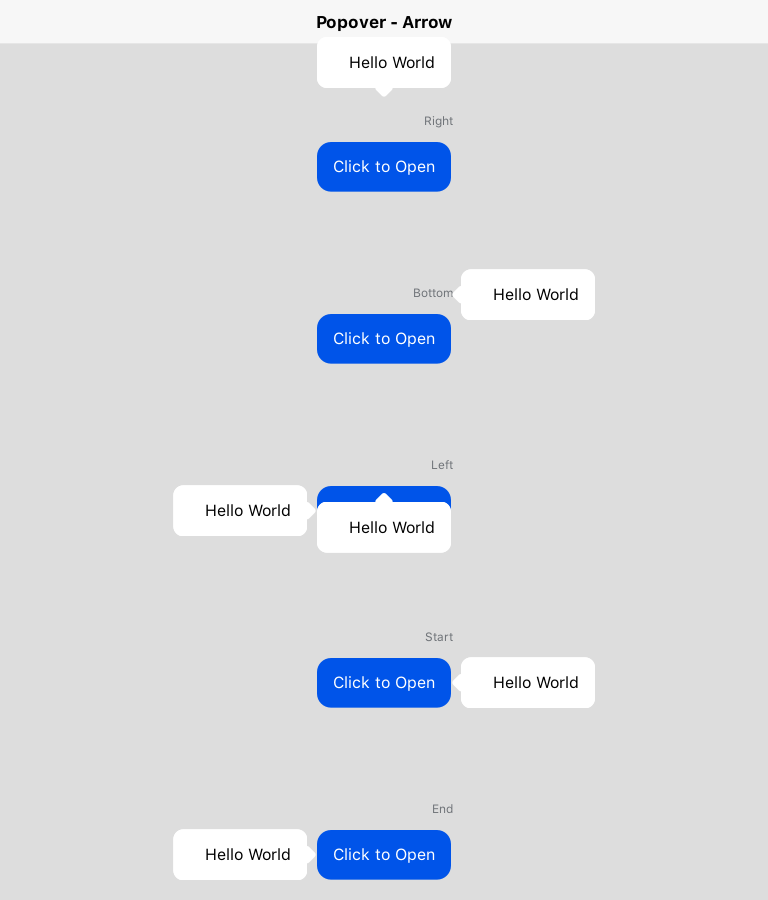 Popover - Arrow
Hello World
Right
Click to Open
Bottom
Hello World
Click to Open
Left
Hello World
Hello World
Start
Click to Open
Hello World
End
Hello World
Click to Open